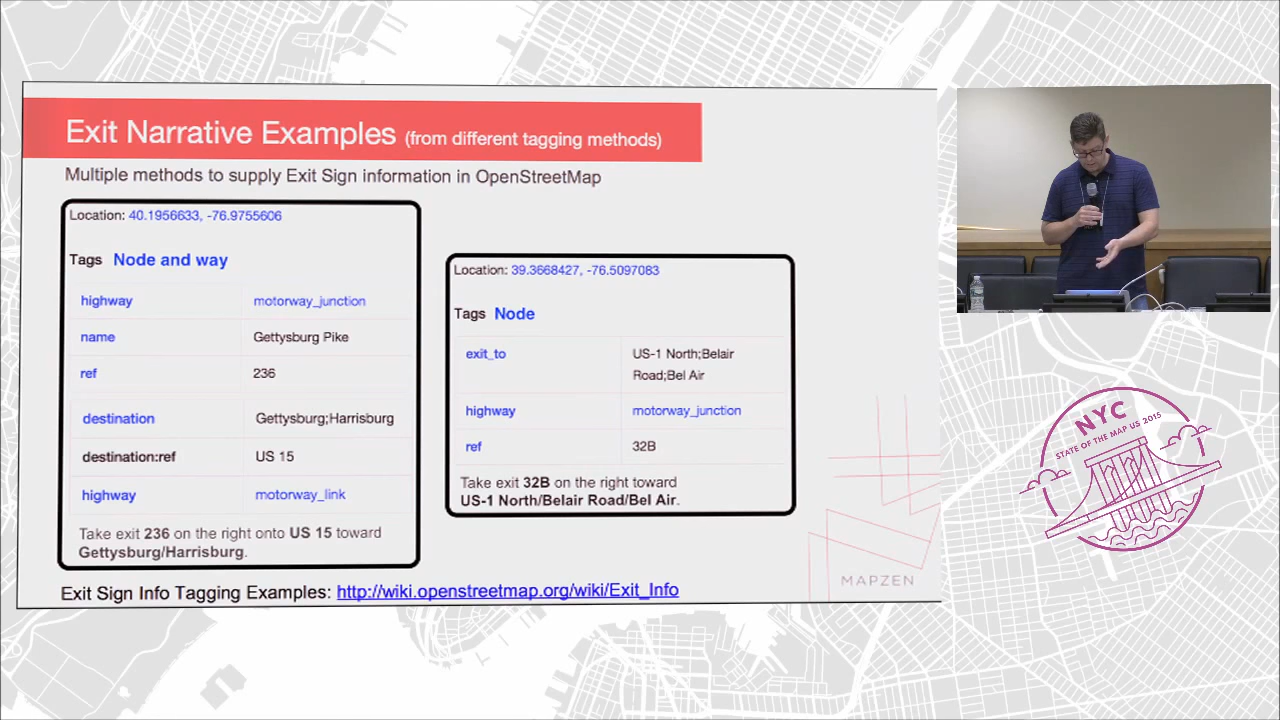 Exit Narrative Examples (from different tagging methods)
Multiple methods to supply Exit Sign information in OpenStreetMap
Location: 40.1956633, -76.9755606
Tags Node and way
highway motorway_junction
name Gettysburg Pike
ref 236
destination Gettysburg;Harrisburg
destination:ref US 15
highway motorway_link
Take exit 236 on the right onto US 15 toward
Gettysburg/Harrisburg.
Location: 39.3668427, -76.5097083
Tags Node
exit_to US-1 North;Belair
Road;Bel Air
highway motorway_junction
ref 32B
Take exit 32B on the right toward
US-1 North/Belair Road/Bel Air.
Exit Sign Info Tagging Examples: http://wiki.openstreetmap.org/wiki/Exit_Info
MAPZEN
NYC
STATE OF THE MAP US 2015